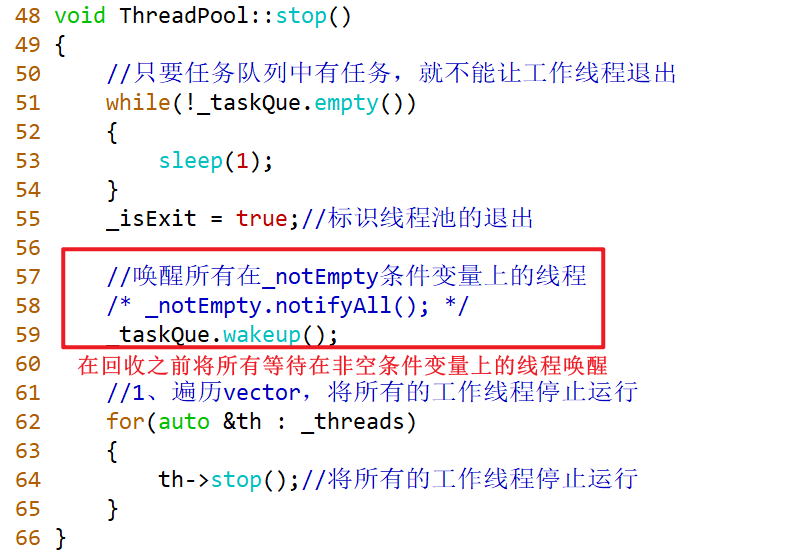 48 void ThreadPool::stop()
49 {
50     //只要任务队列中有任务，就不能让工作线程退出
51     while(!_taskQue.empty())
52     {
53         sleep(1);
54     }
55     _isExit = true;//标识线程池的退出
56
57     //唤醒所有在_notEmpty条件变量上的线程
58     /* _notEmpty.notifyAll(); */
59     _taskQue.wakeup();
60 在回收之前将所有等待在非空条件变量上的线程唤醒
61     //1、遍历vector，将所有的工作线程停止运行
62     for(auto &th : _threads)
63     {
64         th->stop();//将所有的工作线程停止运行
65     }
66 }